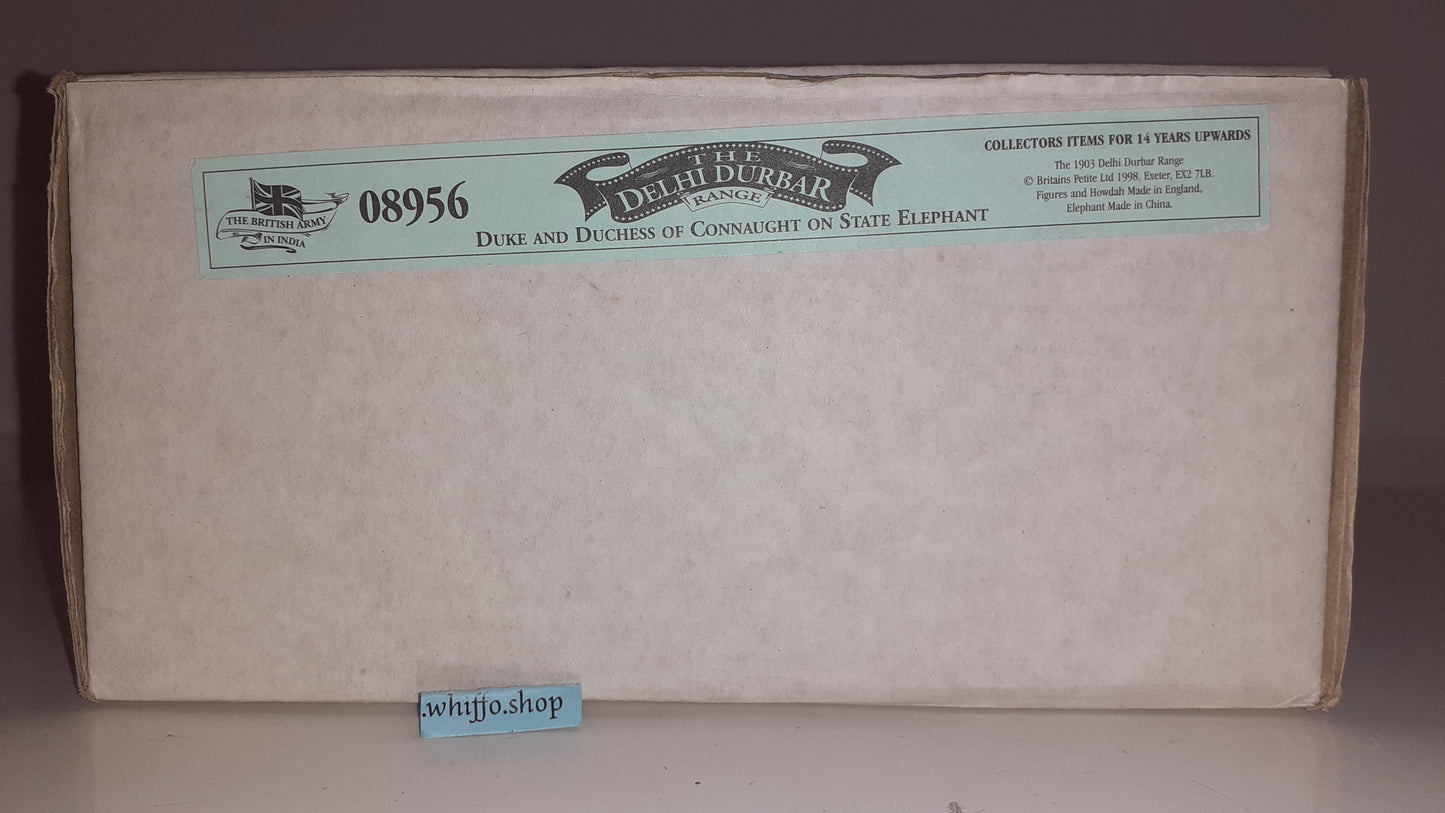 THE BRITISH ARMY
IN INDIA
08956
THE
DELHI DURBAR
RANGE
DUKE AND DUCHESS OF CONNAUGHT ON STATE ELEPHANT
COLLECTORS ITEMS FOR 14 YEARS UPWARDS
The 1903 Delhi Durbar Range
© Britains Petite Ltd 1998, Exeter, EX2 7LB.
Figures and Howdah Made in England,
Elephant Made in China.
.whiffo.shop